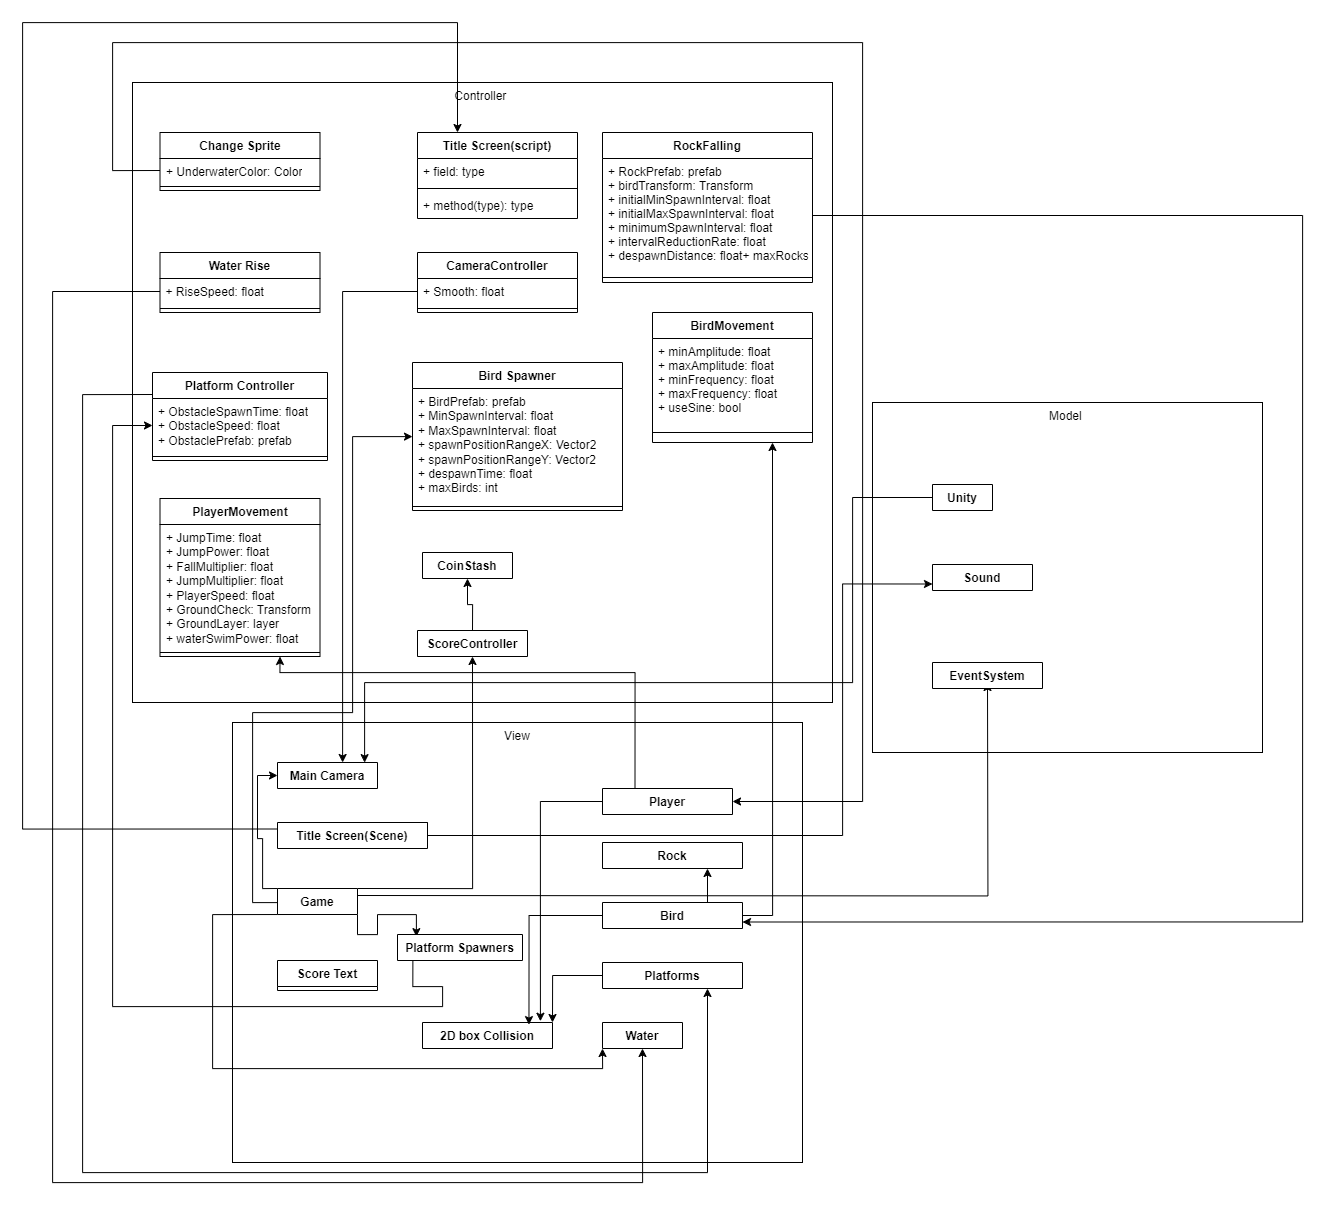 Controller
Change Sprite
+ UnderwaterColor: Color
Title Screen(script)
+ field: type
+ method(type): type
RockFalling
+ RockPrefab: prefab
+ birdTransform: Transform
+ initialMinSpawnInterval: float
+ initialMaxSpawnInterval: float
+ minimumSpawnInterval: float
+ intervalReductionRate: float
+ despawnDistance: float+ maxRocks
Water Rise
+ RiseSpeed: float
CameraController
+ Smooth: float
BirdMovement
+ minAmplitude: float
+ maxAmplitude: float
+ minFrequency: float
+ maxFrequency: float
+ useSine: bool
Platform Controller
+ ObstacleSpawnTime: float
+ ObstacleSpeed: float
+ ObstaclePrefab: prefab
Bird Spawner
+ BirdPrefab: prefab
+ MinSpawnInterval: float
+ MaxSpawnInterval: float
+ spawnPositionRangeX: Vector2
+ spawnPositionRangeY: Vector2
+ despawnTime: float
+ maxBirds: int
PlayerMovement
+ JumpTime: float
+ JumpPower: float
+ FallMultiplier: float
+ JumpMultiplier: float
+ PlayerSpeed: float
+ GroundCheck: Transform
+ GroundLayer: layer
+ waterSwimPower: float
CoinStash
ScoreController
Model
Unity
Sound
EventSystem
View
Main Camera
Title Screen(Scene)
Game
Platform Spawners
Score Text
2D box Collision
Player
Rock
Bird
Platforms
Water